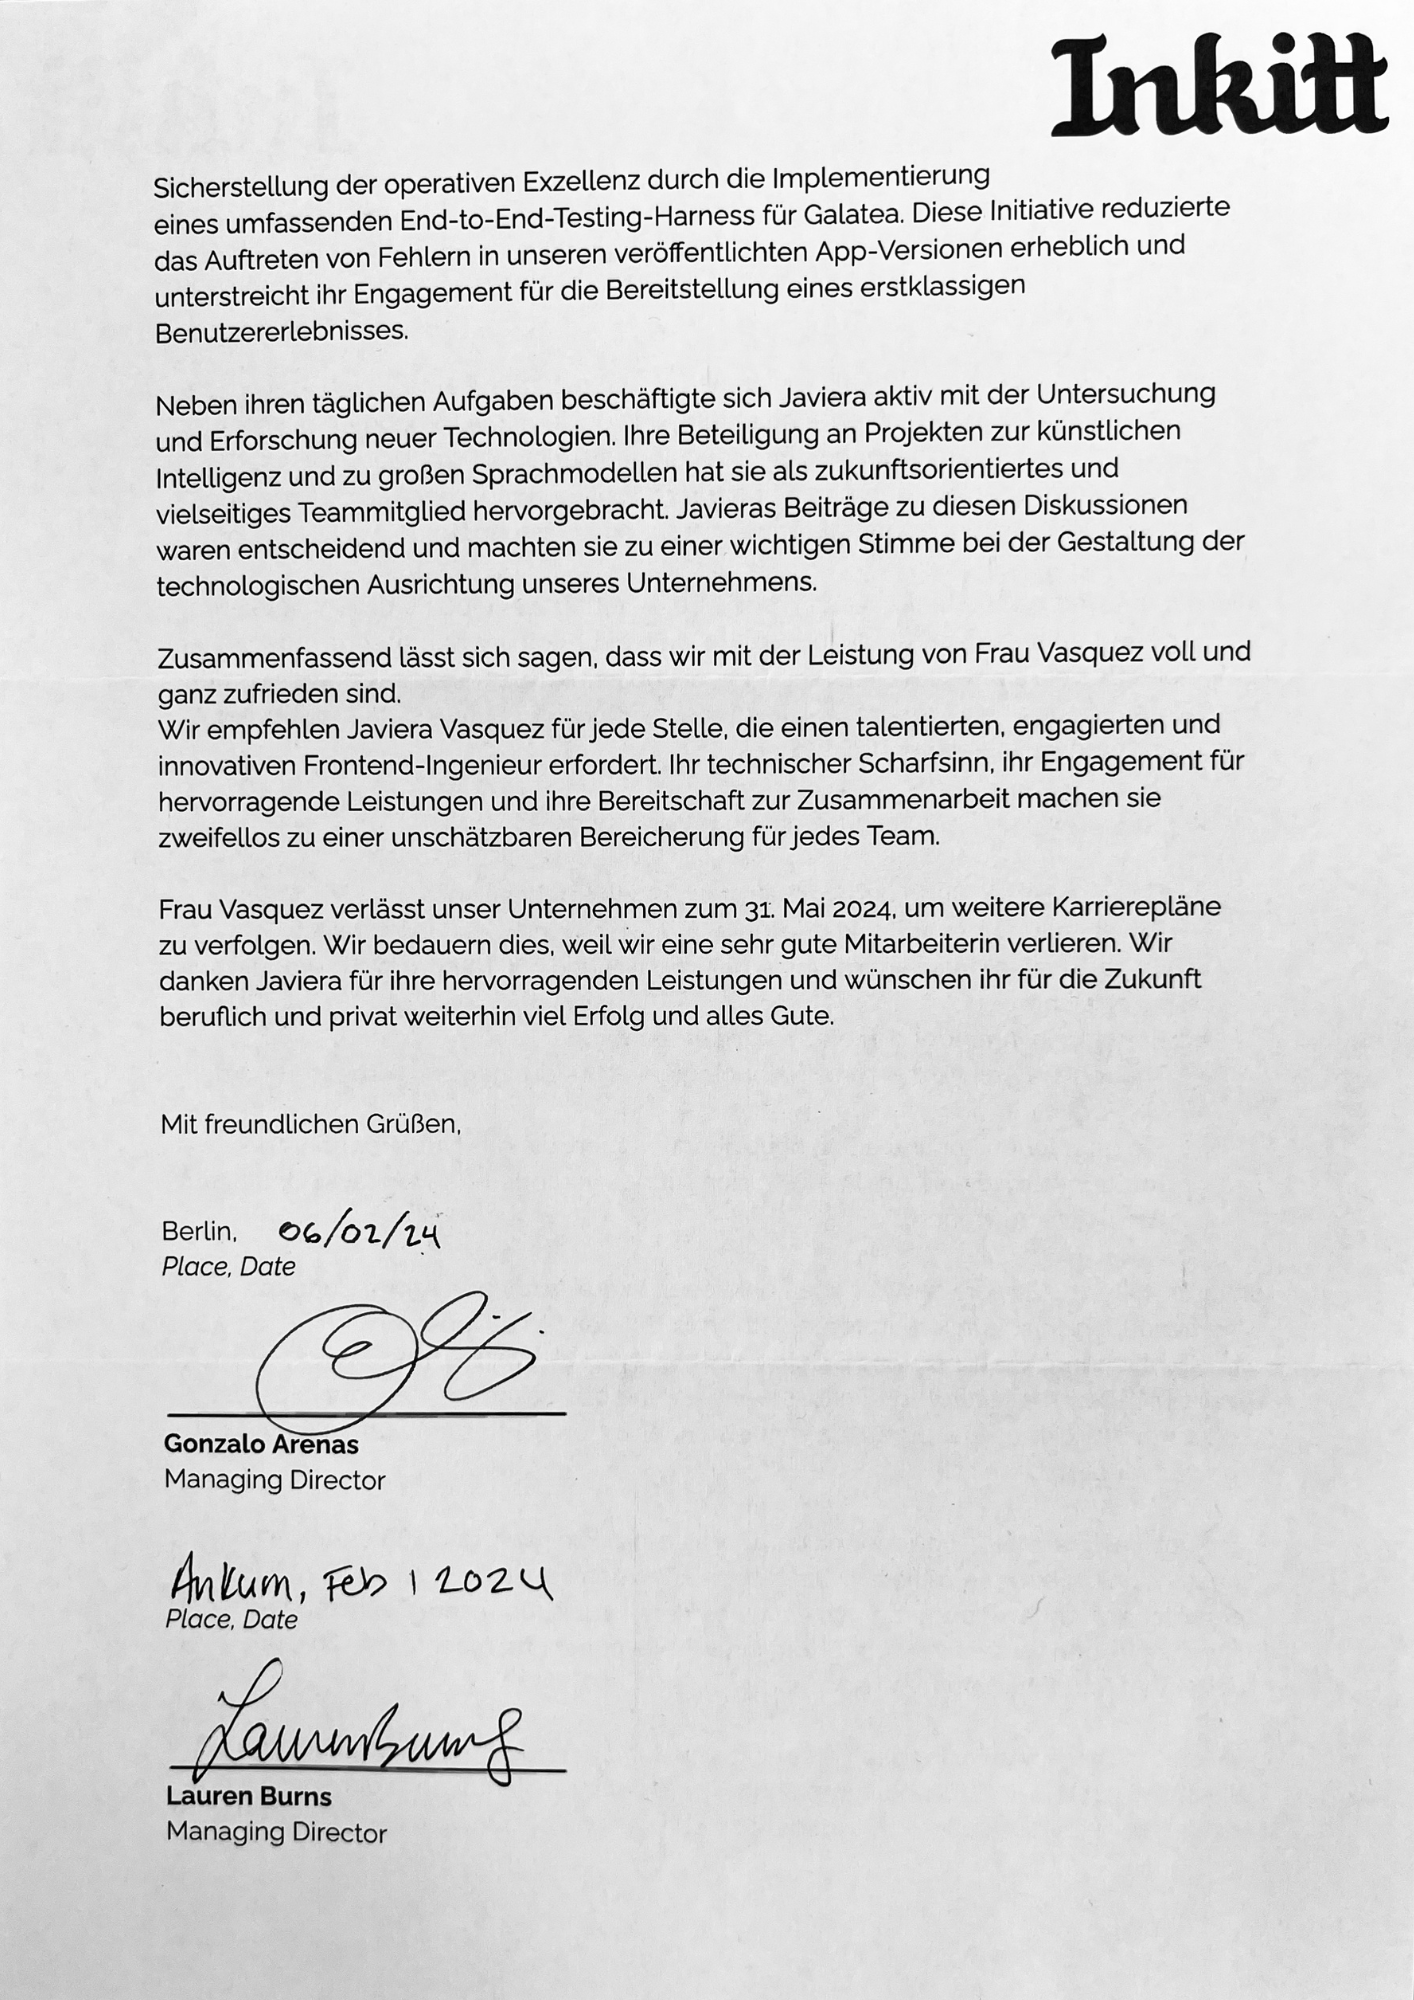 Inkitt
Sicherstellung der operativen Exzellenz durch die Implementierung
eines umfassenden End-to-End-Testing-Harness für Galatea. Diese Initiative reduzierte
das Auftreten von Fehlern in unseren veröffentlichten App-Versionen erheblich und
unterstreicht ihr Engagement für die Bereitstellung eines erstklassigen
Benutzererlebnisses.
Neben ihren täglichen Aufgaben beschäftigte sich Javiera aktiv mit der Untersuchung
und Erforschung neuer Technologien. Ihre Beteiligung an Projekten zur künstlichen
Intelligenz und zu großen Sprachmodellen hat sie als zukunftsorientiertes und
vielseitiges Teammitglied hervorgebracht. Javieras Beiträge zu diesen Diskussionen
waren entscheidend und machten sie zu einer wichtigen Stimme bei der Gestaltung der
technologischen Ausrichtung unseres Unternehmens.
Zusammenfassend lässt sich sagen, dass wir mit der Leistung von Frau Vasquez voll und
ganz zufrieden sind.
Wir empfehlen Javiera Vasquez für jede Stelle, die einen talentierten, engagierten und
innovativen Frontend-Ingenieur erfordert. Ihr technischer Scharfsinn, ihr Engagement für
hervorragende Leistungen und ihre Bereitschaft zur Zusammenarbeit machen sie
zweifellos zu einer unschätzbaren Bereicherung für jedes Team.
Frau Vasquez verlässt unser Unternehmen zum 31. Mai 2024, um weitere Karrierepläne
zu verfolgen. Wir bedauern dies, weil wir eine sehr gute Mitarbeiterin verlieren. Wir
danken Javiera für ihre hervorragenden Leistungen und wünschen ihr für die Zukunft
beruflich und privat weiterhin viel Erfolg und alles Gute.
Mit freundlichen Grüßen,
Berlin, 06/02/24
Place, Date
Gonzalo Arenas
Managing Director
Ankum, Feb 1 2024
Place, Date
Lauren Burns
Lauren Burns
Managing Director